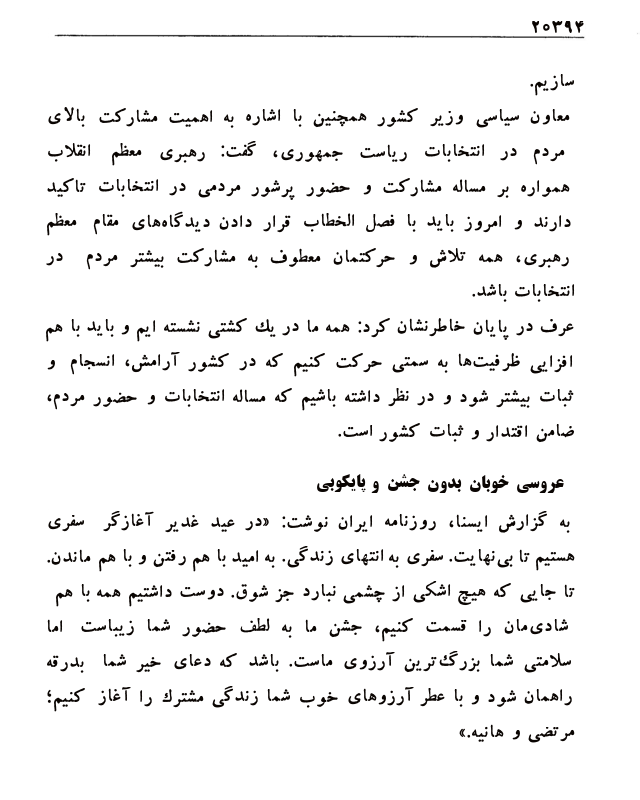 ۲۰۳۹۴
سازیم.
معاون سیاسی وزیر کشور همچنین با اشاره به اهمیت مشارکت بالای
مردم در انتخابات ریاست جمهوری، گفت: رهبری معظم انقلاب
همواره بر مساله مشارکت و حضور پرشور مردمی در انتخابات تاکید
دارند و امروز باید با فصل الخطاب قرار دادن دیدگاه‌های مقام معظم
رهبری، همه تلاش و حرکتمان معطوف به مشارکت بیشتر مردم در
انتخابات باشد.
عرف در پایان خاطرنشان کرد: همه ما در یك كشتی نشسته ایم و باید با هم
افزایی ظرفیت‌ها به سمتی حرکت کنیم که در کشور آرامش، انسجام و
ثبات بیشتر شود و در نظر داشته باشیم که مساله انتخابات و حضور مردم،
ضامن اقتدار و ثبات کشور است.
عروسی خوبان بدون جشن و پایکوبی
به گزارش ایسنا، روزنامه ایران نوشت: «در عید غدیر آغازگر سفری
هستیم تا بی‌نهایت. سفری به انتهای زندگی. به امید با هم رفتن و با هم ماندن.
تا جایی که هیچ اشکی از چشمی نبارد جز شوق. دوست داشتیم همه با هم
شادی‌مان را قسمت کنیم، جشن ما به لطف حضور شما زیباست اما
سلامتی شما بزرگ‌ترین آرزوی ماست. باشد که دعای خیر شما بدرقه
راهمان شود و با عطر آرزوهای خوب شما زندگی مشترك را آغاز کنیم؛
مرتضی و هانیه.»